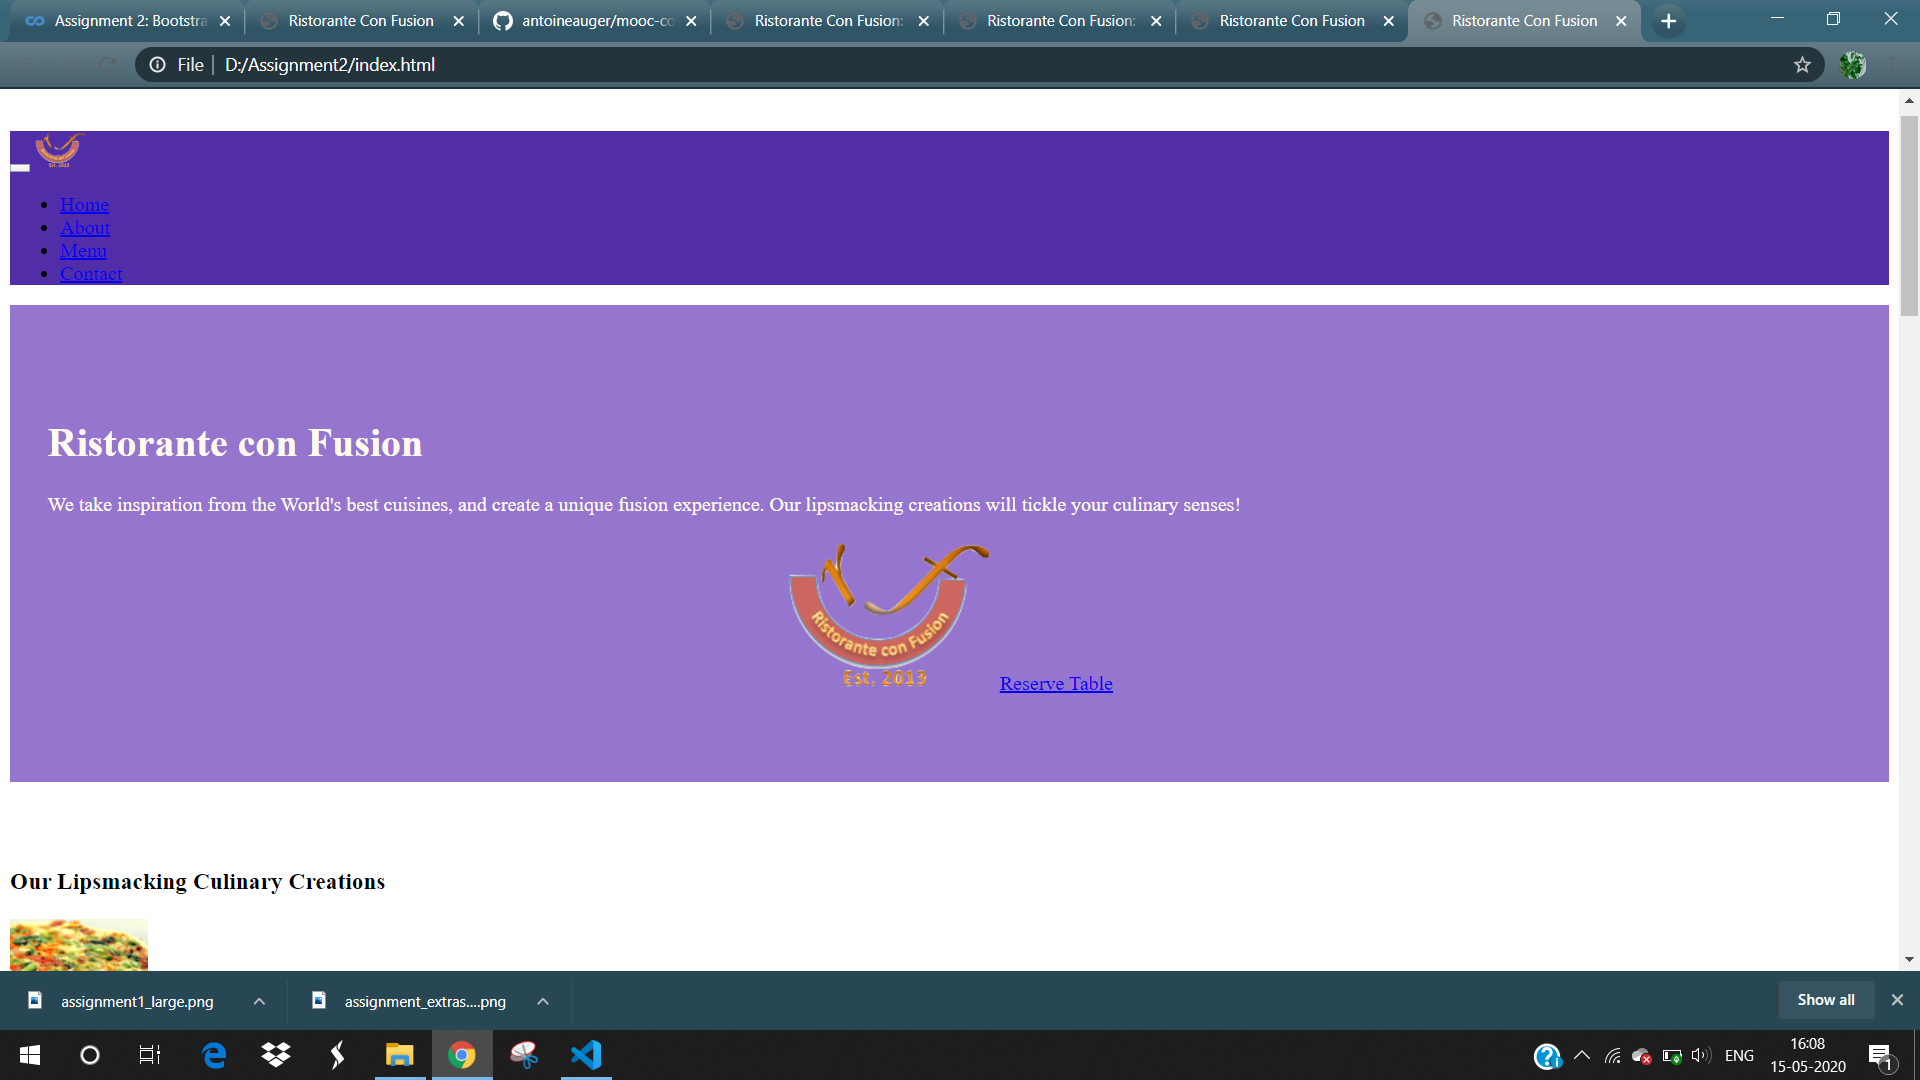 Assignment 2: Bootstra
Ristorante Con Fusion
antoineauger/mooc-co
Ristorante Con Fusion:
Ristorante Con Fusion:
Ristorante Con Fusion
Ristorante Con Fusion
File
D:/Assignment2/index.html
Home
About
Menu
Contact
Ristorante con Fusion
We take inspiration from the World's best cuisines, and create a unique fusion experience. Our lipsmacking creations will tickle your culinary senses!
Ristorante con Fusion
Est. 2013
Reserve Table
Our Lipsmacking Culinary Creations
assignment1_large.png
assignment_extras....png
Show all
ENG
16:08
15-05-2020
1